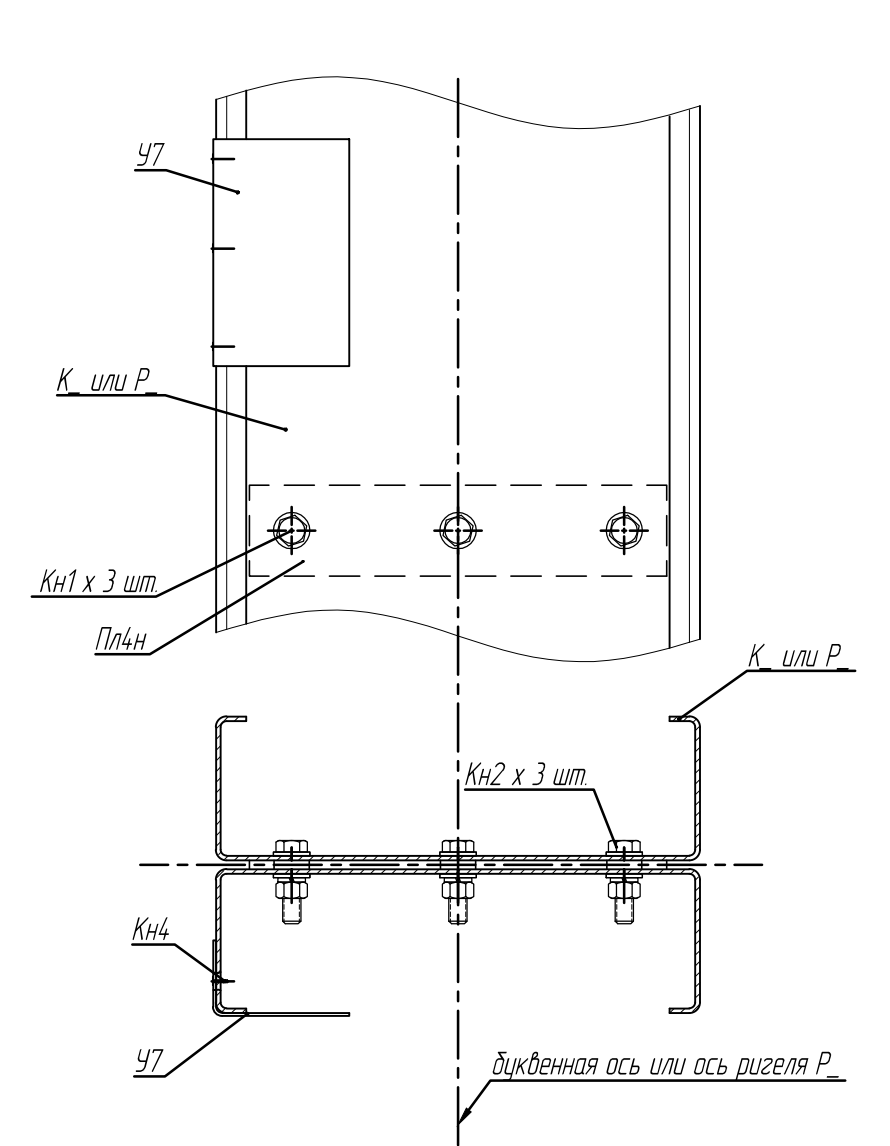 У7
К_ или Р_
Кн1 х 3 шт.
Пл4н
К_ или Р_
Кн2 х 3 шт.
Кн4
У7
буквенная ось или ось ригеля Р_